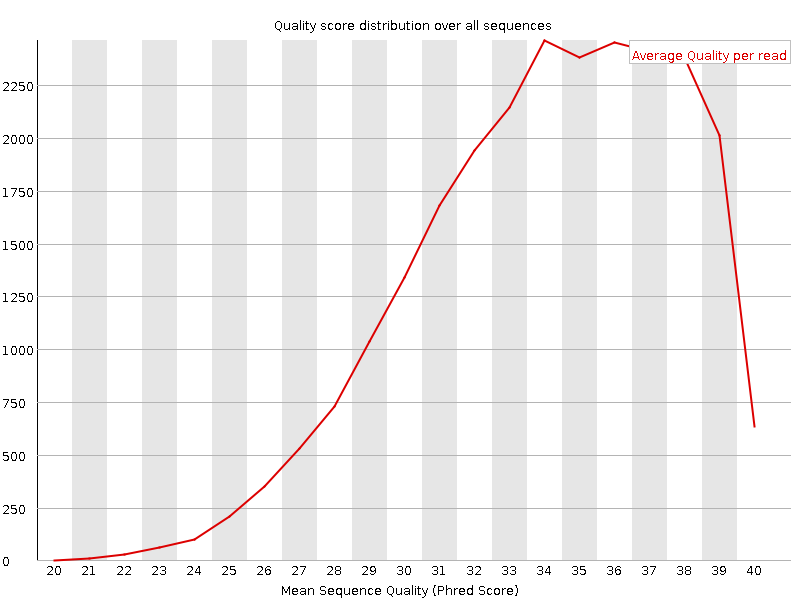 Quality score distribution over all sequences
Average Quality per read
2250
2000
1750
1500
1250
1000
750
500
250
0
20 21 22 23 24 25 26 27 28 29 30 31 32 33 34 35 36 37 38 39 40
Mean Sequence Quality (Phred Score)